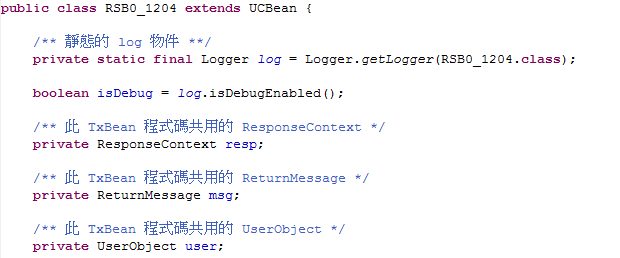 public class RSB0_1204 extends UCBean {
/** 靜態的 log 物件 **/
private static final Logger log = Logger.getLogger(RSB0_1204.class);
boolean isDebug = log.isDebugEnabled();
/** 此 TxBean 程式碼共用的 ResponseContext */
private ResponseContext resp;
/** 此 TxBean 程式碼共用的 ReturnMessage */
private ReturnMessage msg;
/** 此 TxBean 程式碼共用的 UserObject */
private UserObject user;